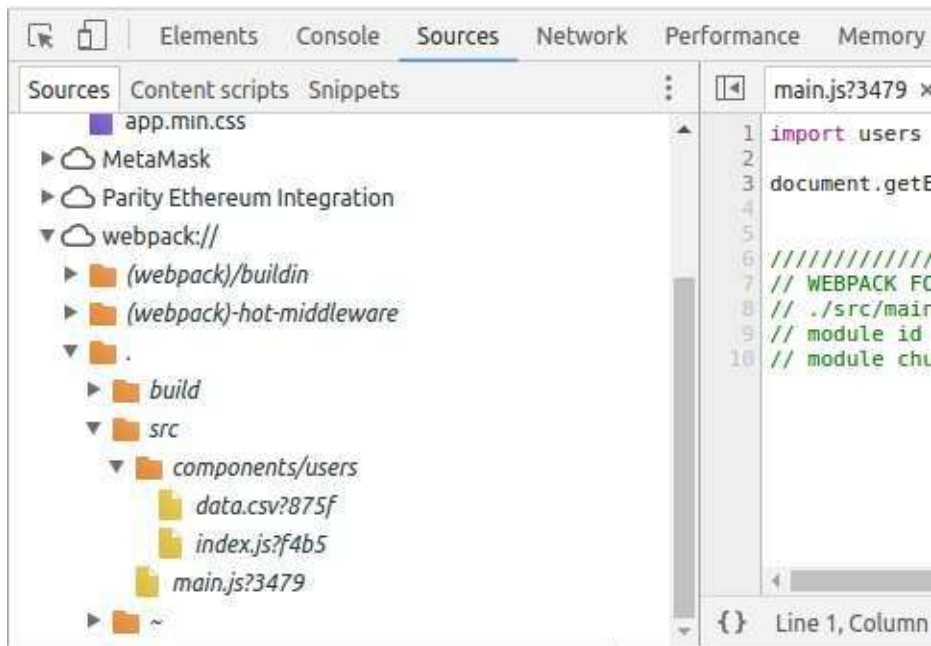 Elements Console Sources Network Performance Memory
Sources Content scripts Snippets
app.min.css
MetaMask
Parity Ethereum Integration
webpack://
(webpack)/buildin
(webpack)-hot-middleware
.
build
src
components/users
data.csv?875f
index.js?f4b5
main.js?3479
~
main.js?3479 ×
1 import users
2
3 document.getE
4
5
6 /////////////
7 // WEBPACK FO
8 // ./src/main
9 // module id
10 // module chu
{} Line 1, Column